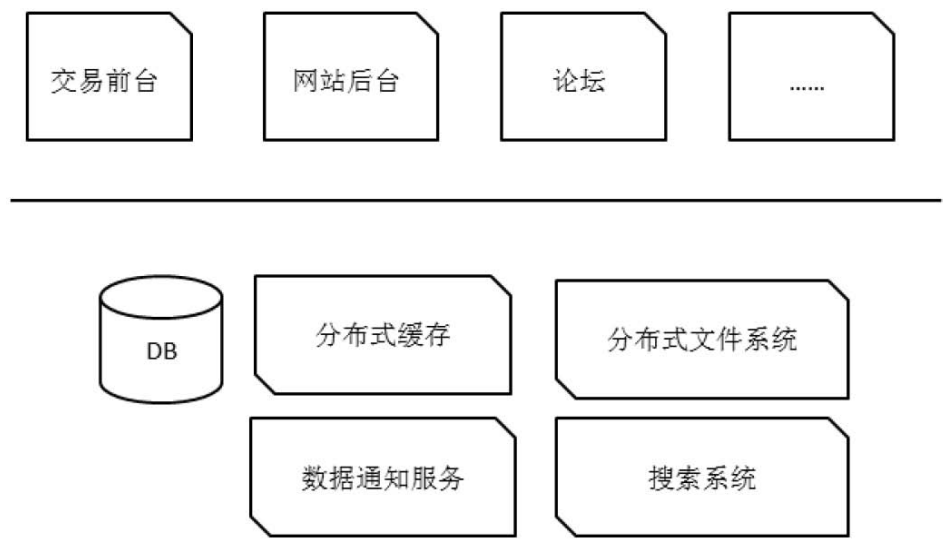 交易前台
网站后台
论坛
……
DB
分布式缓存
分布式文件系统
数据通知服务
搜索系统